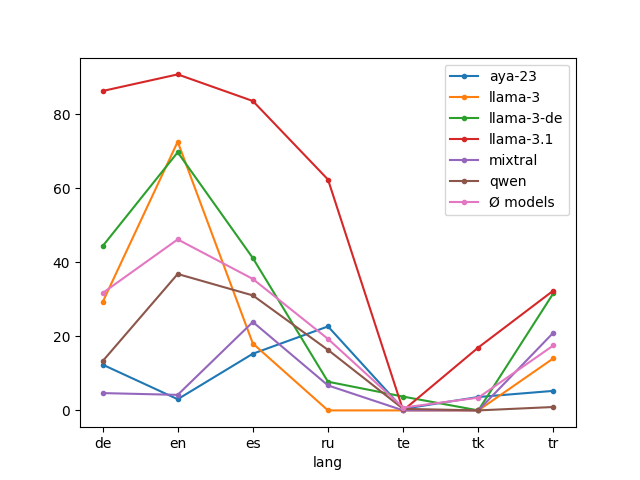 80
60
40
20
0
de en es ru te tk tr
lang
aya-23
llama-3
llama-3-de
llama-3.1
mixtral
qwen
Ø models